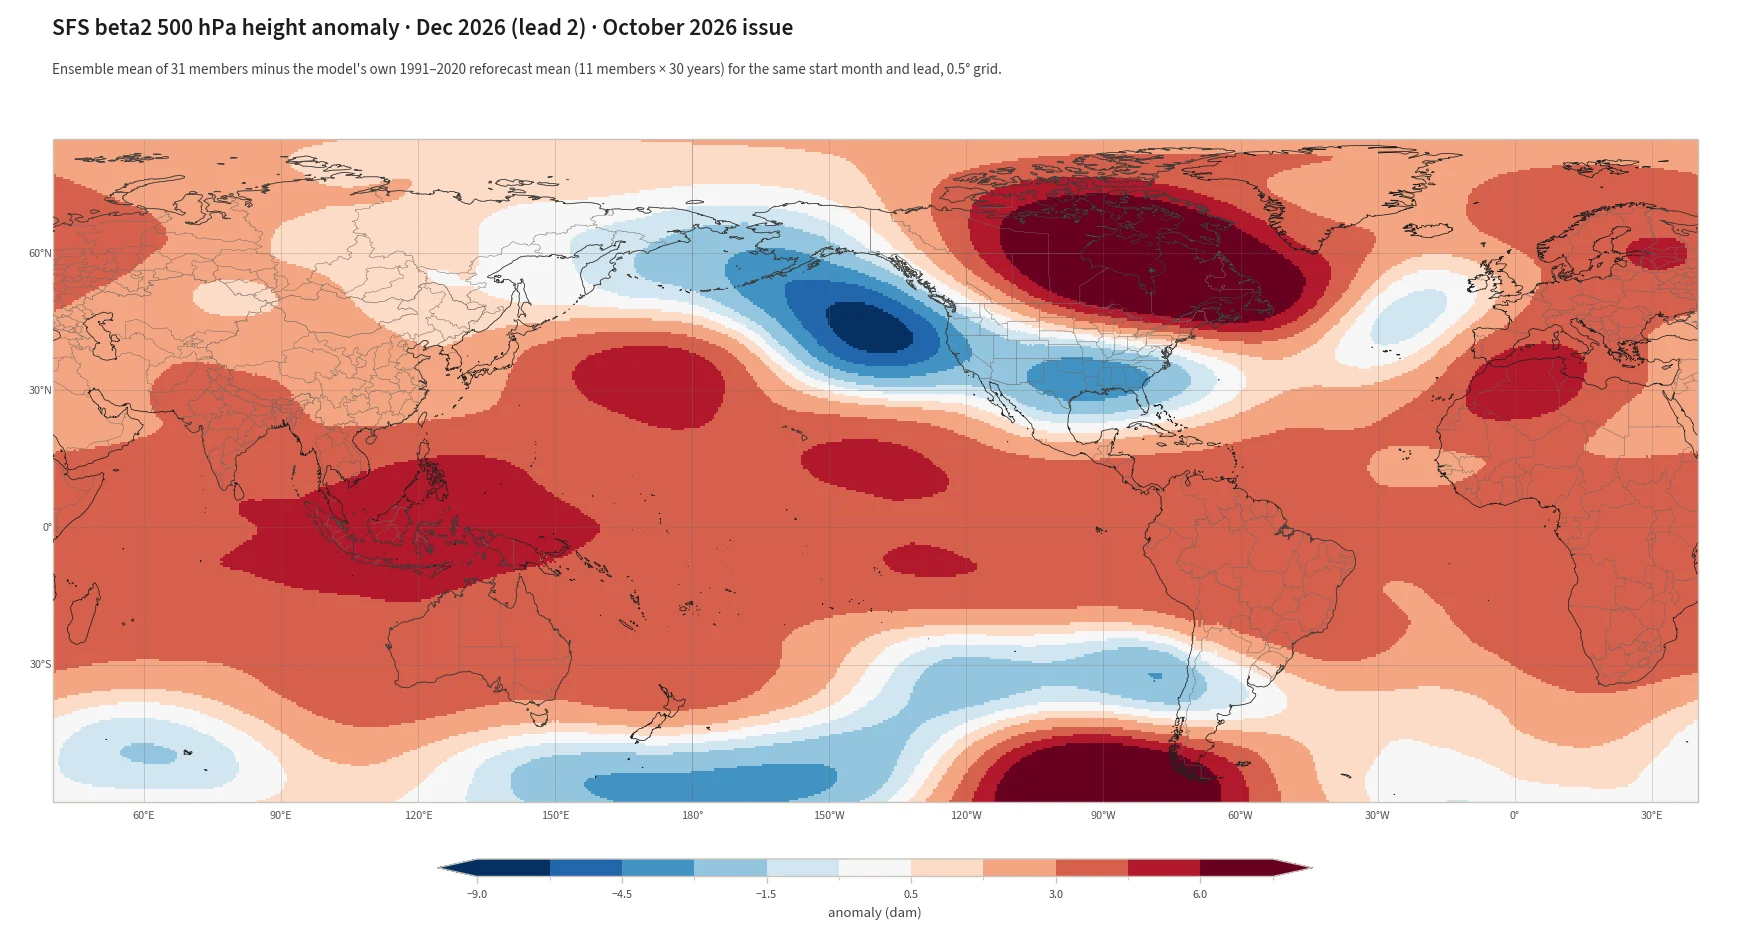 SFS beta2 500 hPa height anomaly · Dec 2026 (lead 2) · October 2026 issue
Ensemble mean of 31 members minus the model's own 1991–2020 reforecast mean (11 members × 30 years) for the same start month and lead, 0.5° grid.
60°N
30°N
0°
30°S
60°E 90°E 120°E 150°E 180° 150°W 120°W 90°W 60°W 30°W 0° 30°E
−9.0 −4.5 −1.5 0.5 3.0 6.0
anomaly (dam)